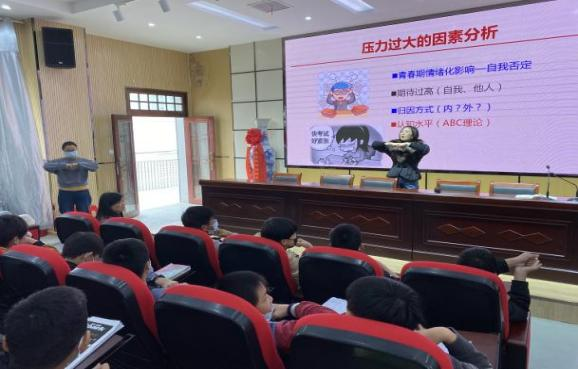 压力过大的因素分析
■青春期情绪化影响—自我否定
■期待过高（自我、他人）
■归因方式（内？外？）
■认知水平（ABC理论）
快考试
好紧张